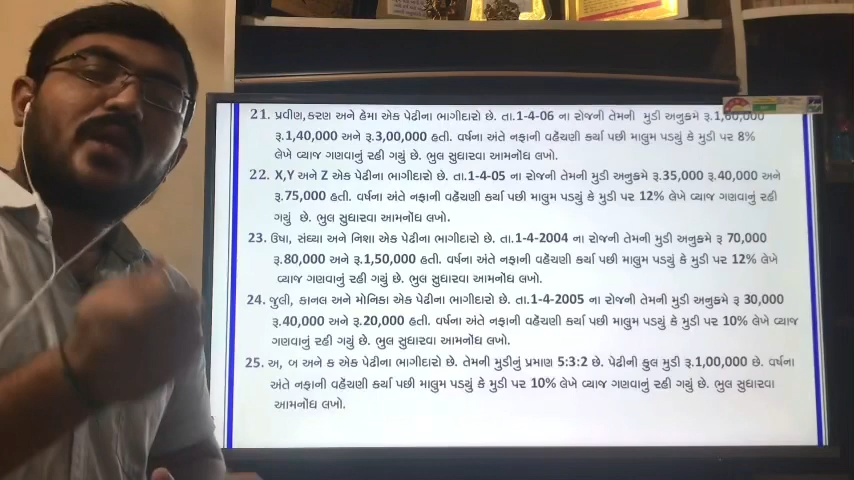 21. પ્રવીણ,કરણ અને હેમા એક પેઢીના ભાગીદારો છે. તા.1-4-06 ના રોજની તેમની મુડી અનુક્રમે રૂ.1,60,000
રૂ.1,40,000 અને રૂ.3,00,000 હતી. વર્ષના અંતે નફાની વહેંચણી કર્યા પછી માલુમ પડ્યું કે મુડી પર 8%
લેખે વ્યાજ ગણવાનું રહી ગયું છે. ભુલ સુધારવા આમનોંધ લખો.
22. X,Y અને Z એક પેઢીના ભાગીદારો છે. તા.1-4-05 ના રોજની તેમની મુડી અનુક્રમે રૂ.35,000 રૂ.40,000 અને
રૂ.75,000 હતી. વર્ષના અંતે નફાની વહેંચણી કર્યા પછી માલુમ પડ્યું કે મુડી પર 12% લેખે વ્યાજ ગણવાનું રહી
ગયું છે. ભુલ સુધારવા આમનોંધ લખો.
23. ઉષા, સંધ્યા અને નિશા એક પેઢીના ભાગીદારો છે. તા.1-4-2004 ના રોજની તેમની મુડી અનુક્રમે રૂ 70,000
રૂ.80,000 અને રૂ.1,50,000 હતી. વર્ષના અંતે નફાની વહેંચણી કર્યા પછી માલુમ પડ્યું કે મુડી પર 12% લેખે
વ્યાજ ગણવાનું રહી ગયું છે. ભુલ સુધારવા આમનોંધ લખો.
24. જુલી, કાનલ અને મોનિકા એક પેઢીના ભાગીદારો છે. તા.1-4-2005 ના રોજની તેમની મુડી અનુક્રમે રૂ 30,000
રૂ.40,000 અને રૂ.20,000 હતી. વર્ષના અંતે નફાની વહેંચણી કર્યા પછી માલુમ પડ્યું કે મુડી પર 10% લેખે વ્યાજ
ગણવાનું રહી ગયું છે. ભુલ સુધારવા આમનોંધ લખો.
25. અ, બ અને ક એક પેઢીના ભાગીદારો છે. તેમની મુડીનું પ્રમાણ 5:3:2 છે. પેઢીની કુલ મુડી રૂ.1,00,000 છે. વર્ષના
અંતે નફાની વહેંચણી કર્યા પછી માલુમ પડ્યું કે મુડી પર 10% લેખે વ્યાજ ગણવાનું રહી ગયું છે. ભુલ સુધારવા
આમનોંધ લખો.